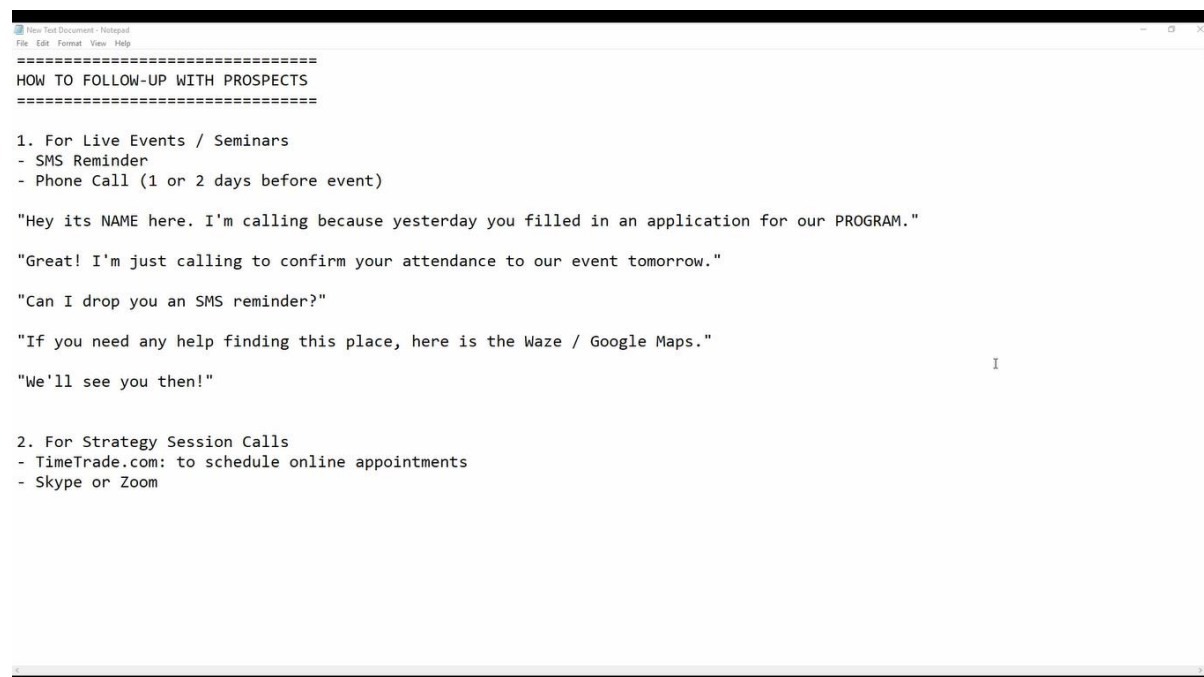 New Text Document - Notepad
File Edit Format View Help
================================
HOW TO FOLLOW-UP WITH PROSPECTS
================================
1. For Live Events / Seminars
- SMS Reminder
- Phone Call (1 or 2 days before event)
"Hey its NAME here. I'm calling because yesterday you filled in an application for our PROGRAM."
"Great! I'm just calling to confirm your attendance to our event tomorrow."
"Can I drop you an SMS reminder?"
"If you need any help finding this place, here is the Waze / Google Maps."
"We'll see you then!"
2. For Strategy Session Calls
- TimeTrade.com: to schedule online appointments
- Skype or Zoom